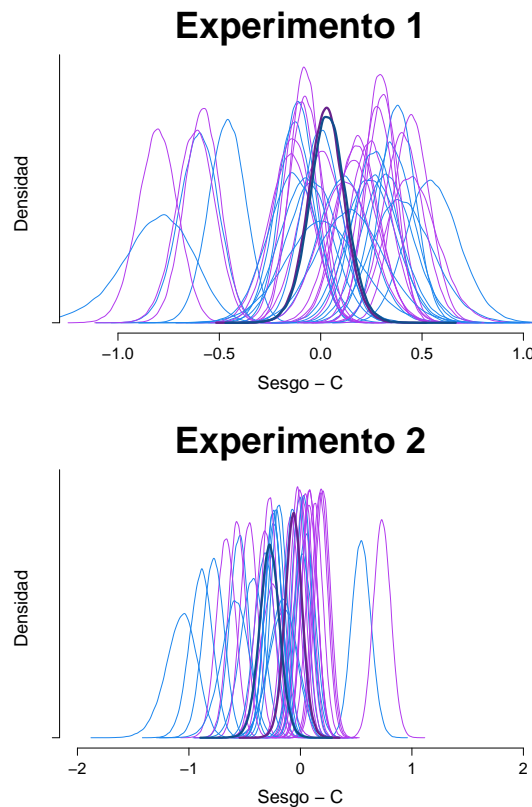 Experimento 1
Densidad
−1.0 −0.5 0.0 0.5 1.0
Sesgo − C
Experimento 2
Densidad
−2 −1 0 1 2
Sesgo − C